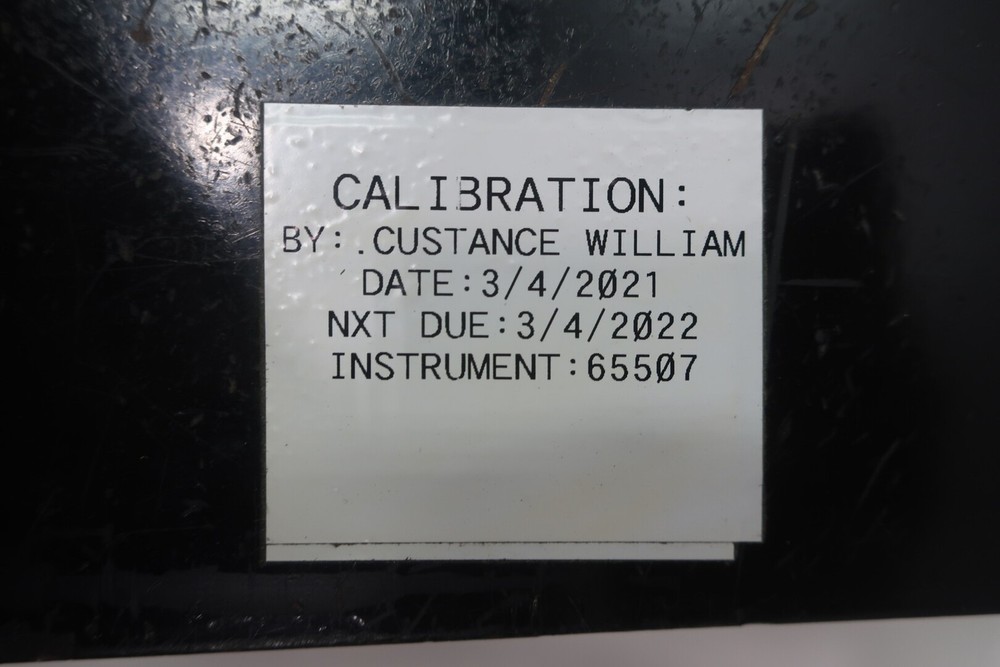 CALIBRATION:
BY: .CUSTANCE WILLIAM
DATE:3/4/2021
NXT DUE:3/4/2022
INSTRUMENT:65507